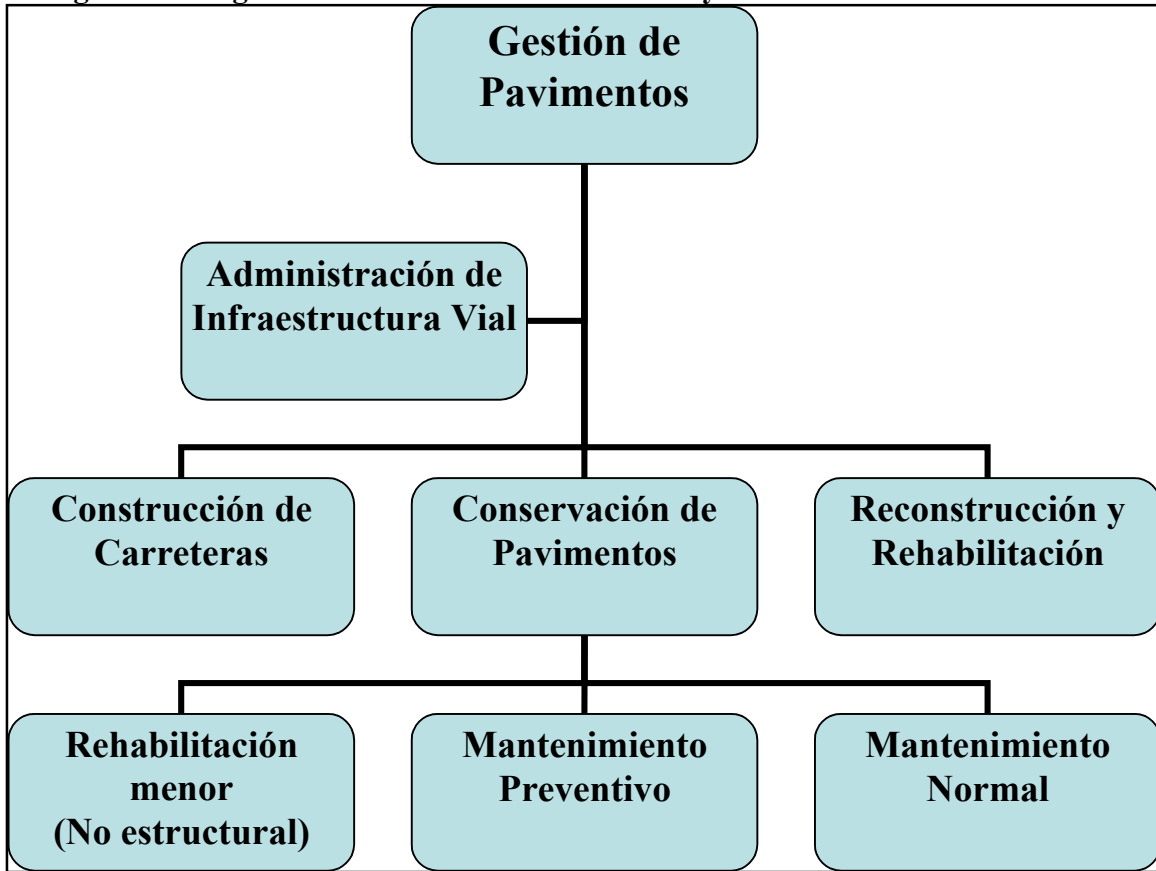 Gestión de
Pavimentos
Administración de
Infraestructura Vial
Construcción de
Carreteras
Conservación de
Pavimentos
Reconstrucción y
Rehabilitación
Rehabilitación
menor
(No estructural)
Mantenimiento
Preventivo
Mantenimiento
Normal